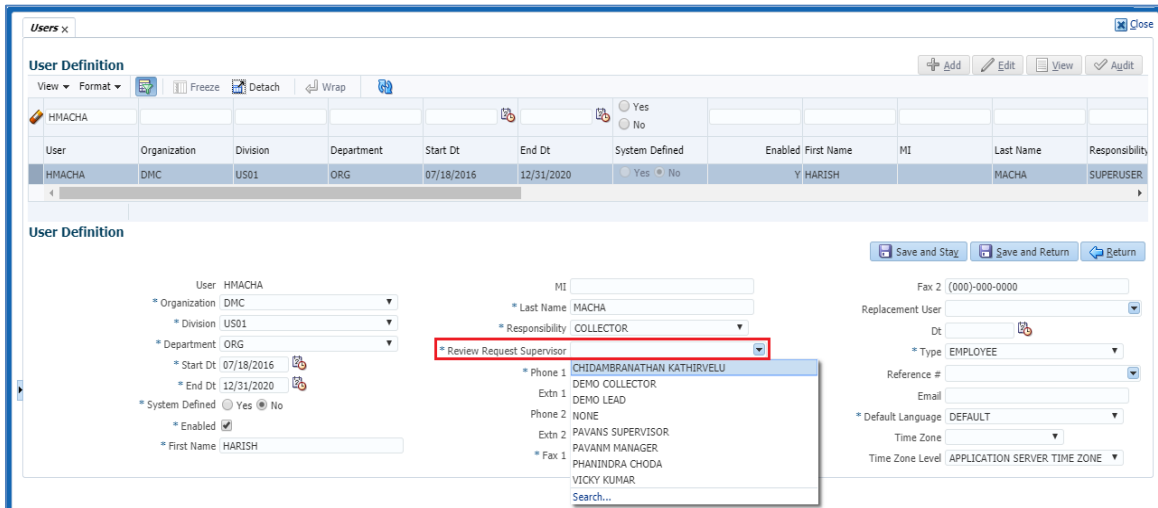 Users ×
Close
User Definition
Add Edit View Audit
View Format Freeze Detach Wrap
HMACHA Yes
No
User Organization Division Department Start Dt End Dt System Defined Enabled First Name MI Last Name Responsibility
HMACHA DMC US01 ORG 07/18/2016 12/31/2020 Yes No Y HARISH MACHA SUPERUSER
User Definition
Save and Stay Save and Return Return
User HMACHA
* Organization DMC
* Division US01
* Department ORG
* Start Dt 07/18/2016
* End Dt 12/31/2020
* System Defined Yes No
* Enabled
* First Name HARISH
MI
* Last Name MACHA
* Responsibility COLLECTOR
* Review Request Supervisor
* Phone 1
Extn 1
Phone 2
Extn 2
* Fax 1
CHIDAMBRANATHAN KATHIRVELU
DEMO COLLECTOR
DEMO LEAD
NONE
PAVANS SUPERVISOR
PAVANM MANAGER
PHANINDRA CHODA
VICKY KUMAR
Search...
Fax 2 (000)-000-0000
Replacement User
Dt
* Type EMPLOYEE
Reference #
Email
* Default Language DEFAULT
Time Zone
Time Zone Level APPLICATION SERVER TIME ZONE